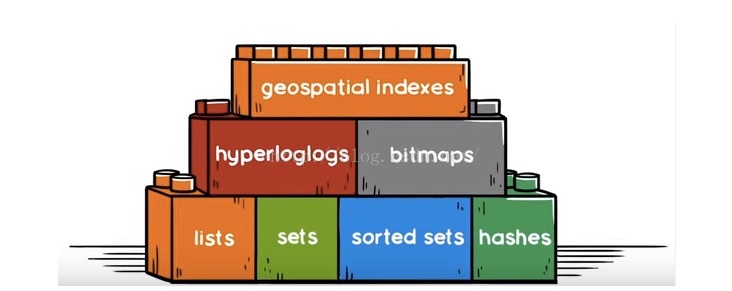 geospatial indexes
hyperloglogs bitmaps
lists sets sorted sets hashes